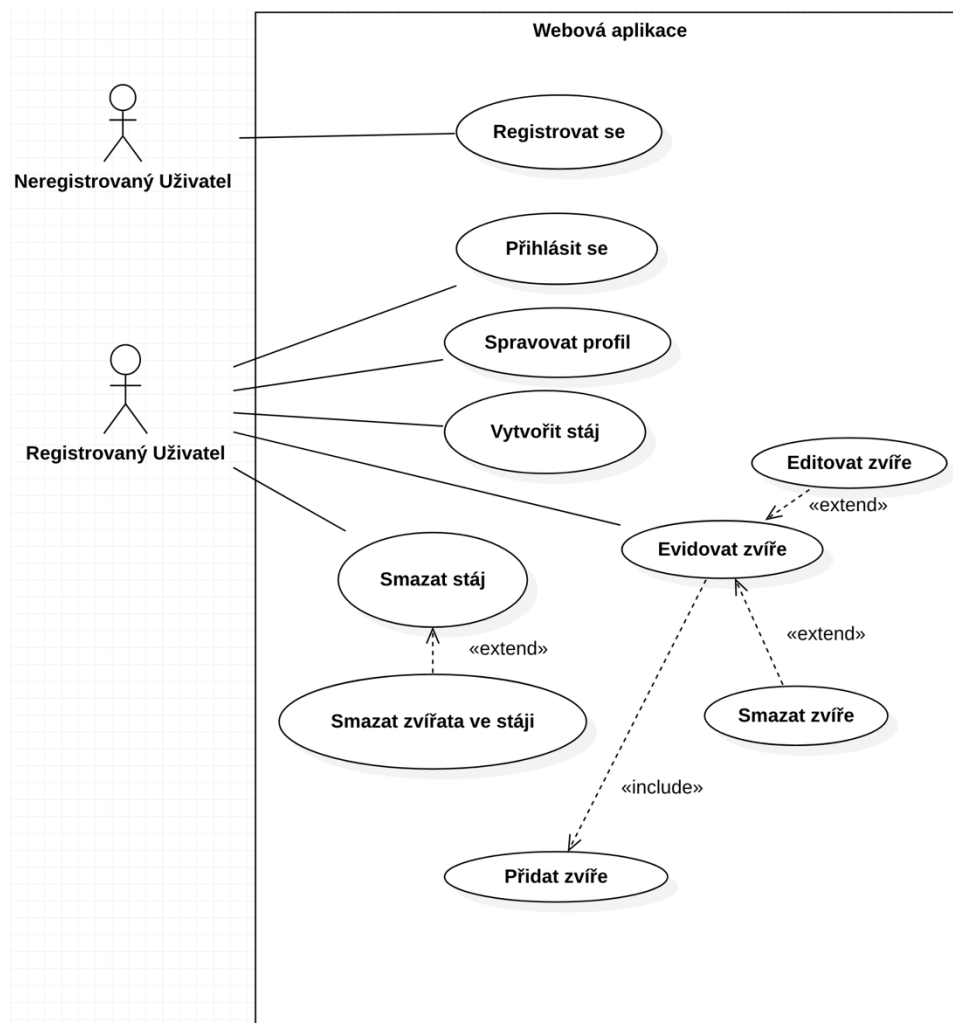 Webová aplikace
Registrovat se
Neregistrovaný Uživatel
Přihlásit se
Spravovat profil
Vytvořit stáj
Registrovaný Uživatel
Editovat zvíře
«extend»
Evidovat zvíře
Smazat stáj
«extend»
«extend»
Smazat zvířata ve stáji
Smazat zvíře
«include»
Přidat zvíře